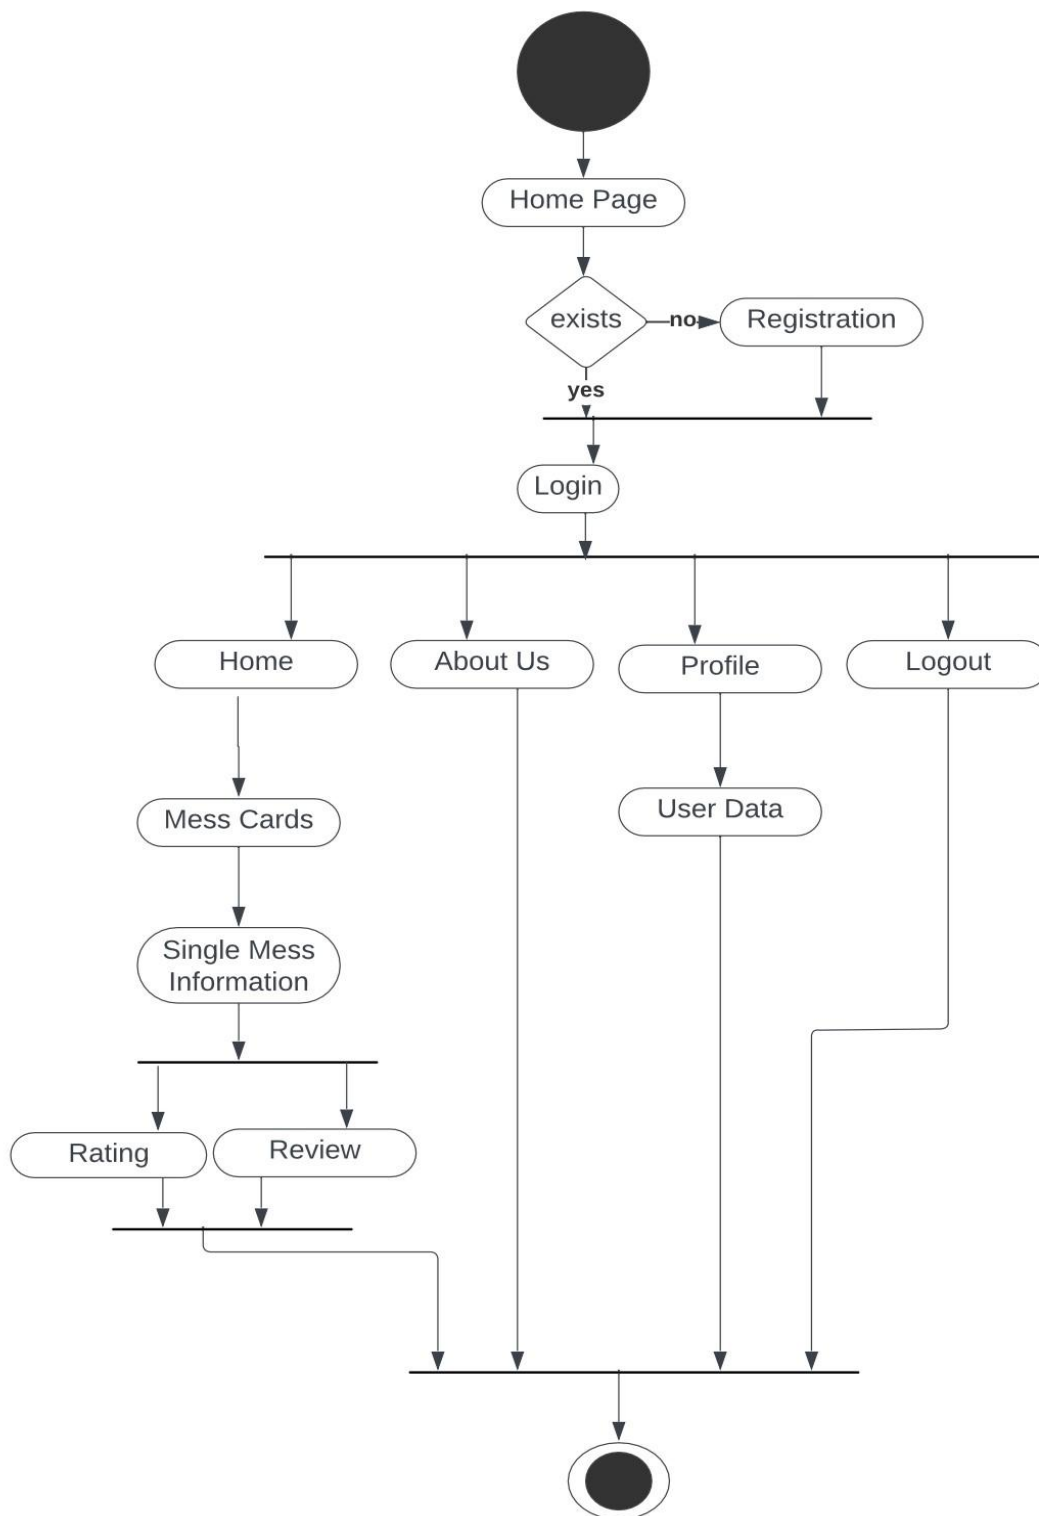 Home Page
exists
no
Registration
yes
Login
Home
About Us
Profile
Logout
Mess Cards
User Data
Single Mess
Information
Rating
Review